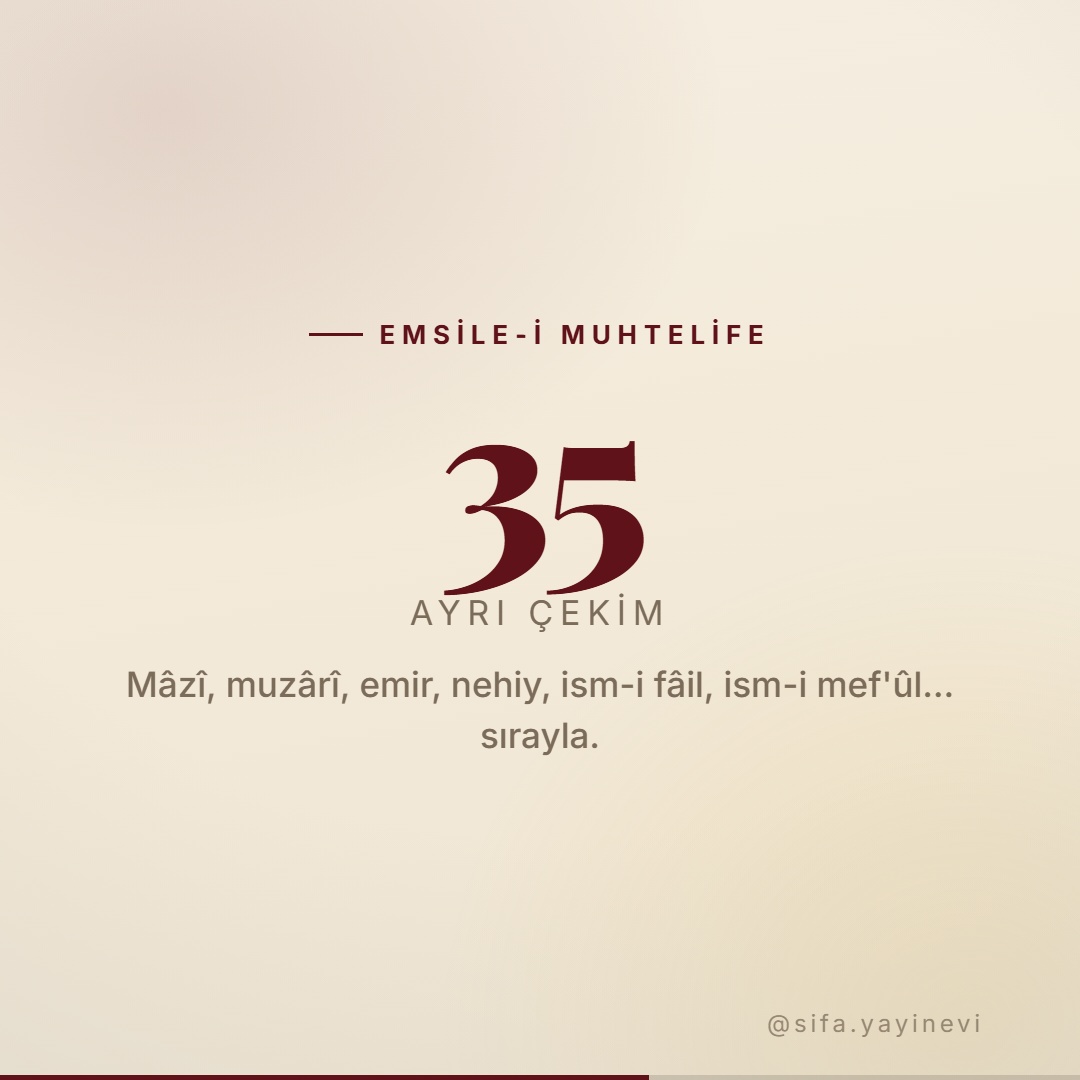 EMSİLE-İ MUHTELİFE
35
AYRI ÇEKİM
Mâzî, muzârî, emir, nehiy, ism-i fâil, ism-i mef'ûl...
sırayla.
@sifa.yayinevi